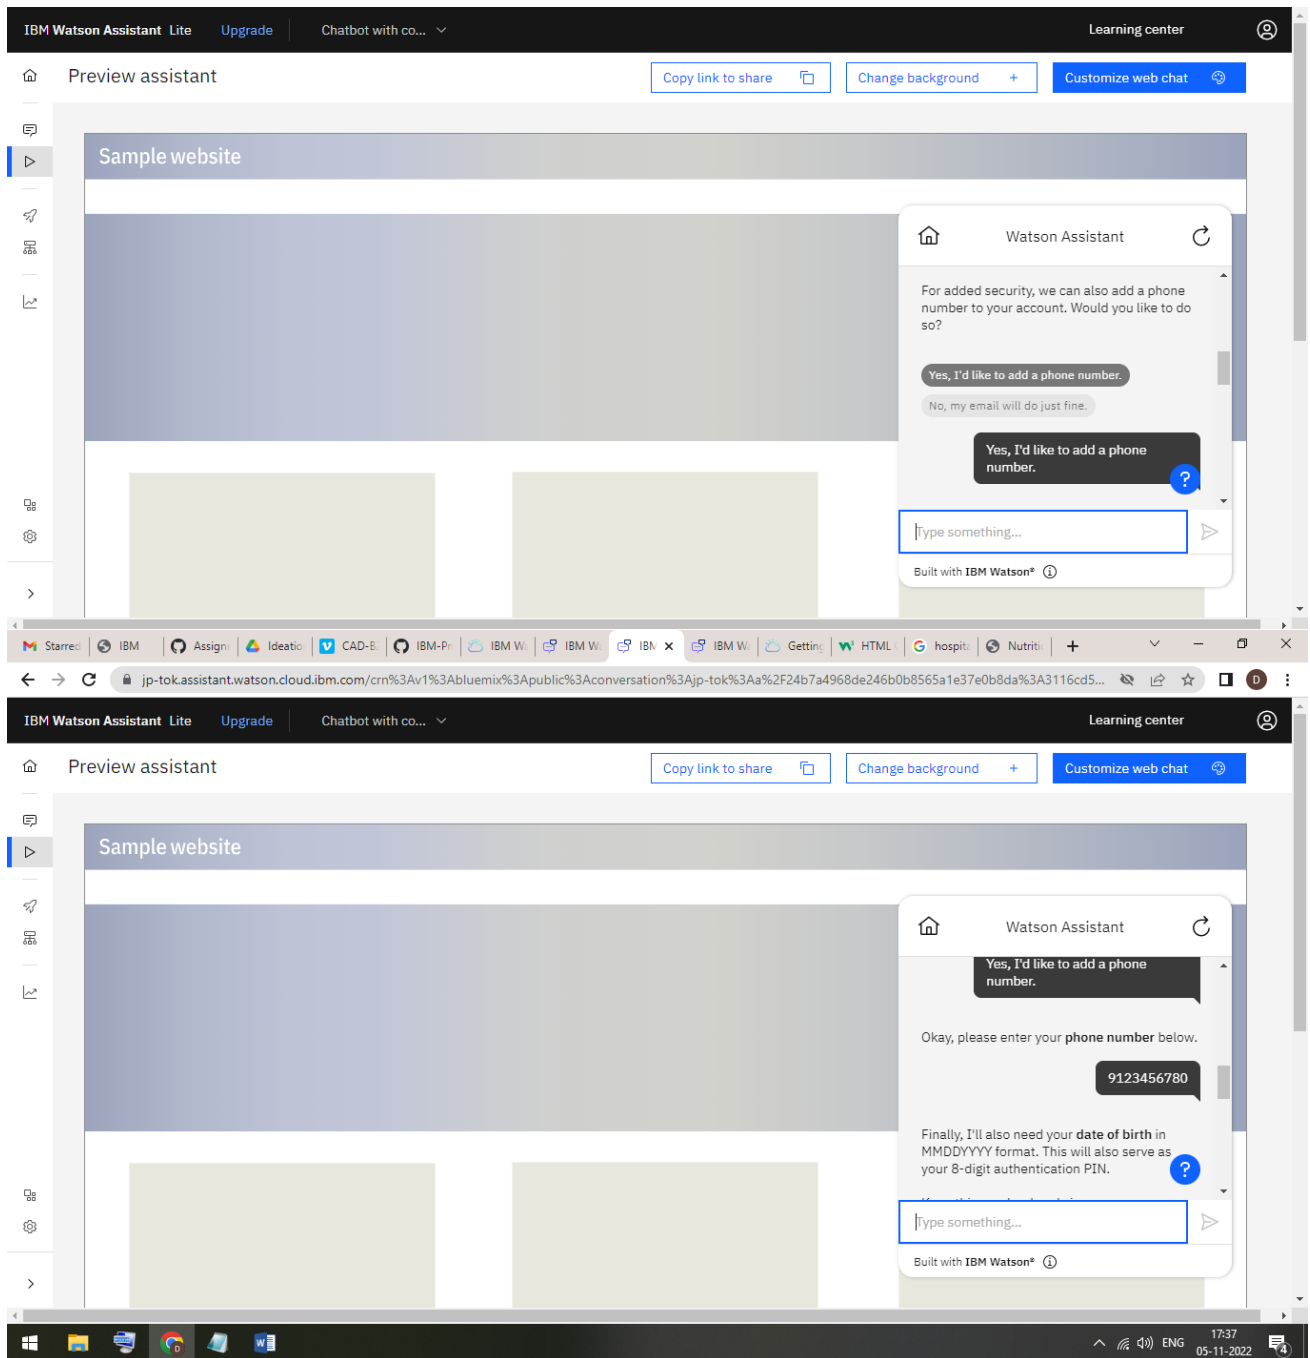 IBM Watson Assistant Lite Upgrade Chatbot with co... Learning center
Preview assistant Copy link to share Change background + Customize web chat
Sample website
Watson Assistant
For added security, we can also add a phone
number to your account. Would you like to do
so?
Yes, I'd like to add a phone number.
No, my email will do just fine.
Yes, I'd like to add a phone
number.
?
Type something...
Built with IBM Watson®
Starred IBM Assign Ideatio CAD-B IBM-Pr IBM Wa IBM W IBM IBM Wa Getting HTML hospita Nutritio
jp-tok.assistant.watson.cloud.ibm.com/crn%3Av1%3Abluemix%3Apublic%3Aconversation%3Ajp-tok%3Aa%2F24b7a4968de246b0b8565a1e37e0b8da%3A3116cd5... D
IBM Watson Assistant Lite Upgrade Chatbot with co... Learning center
Preview assistant Copy link to share Change background + Customize web chat
Sample website
Watson Assistant
Yes, I'd like to add a phone
number.
Okay, please enter your phone number below.
9123456780
Finally, I'll also need your date of birth in
MMDDYYYY format. This will also serve as
your 8-digit authentication PIN.
?
Type something...
Built with IBM Watson®
ENG 17:37
05-11-2022 4